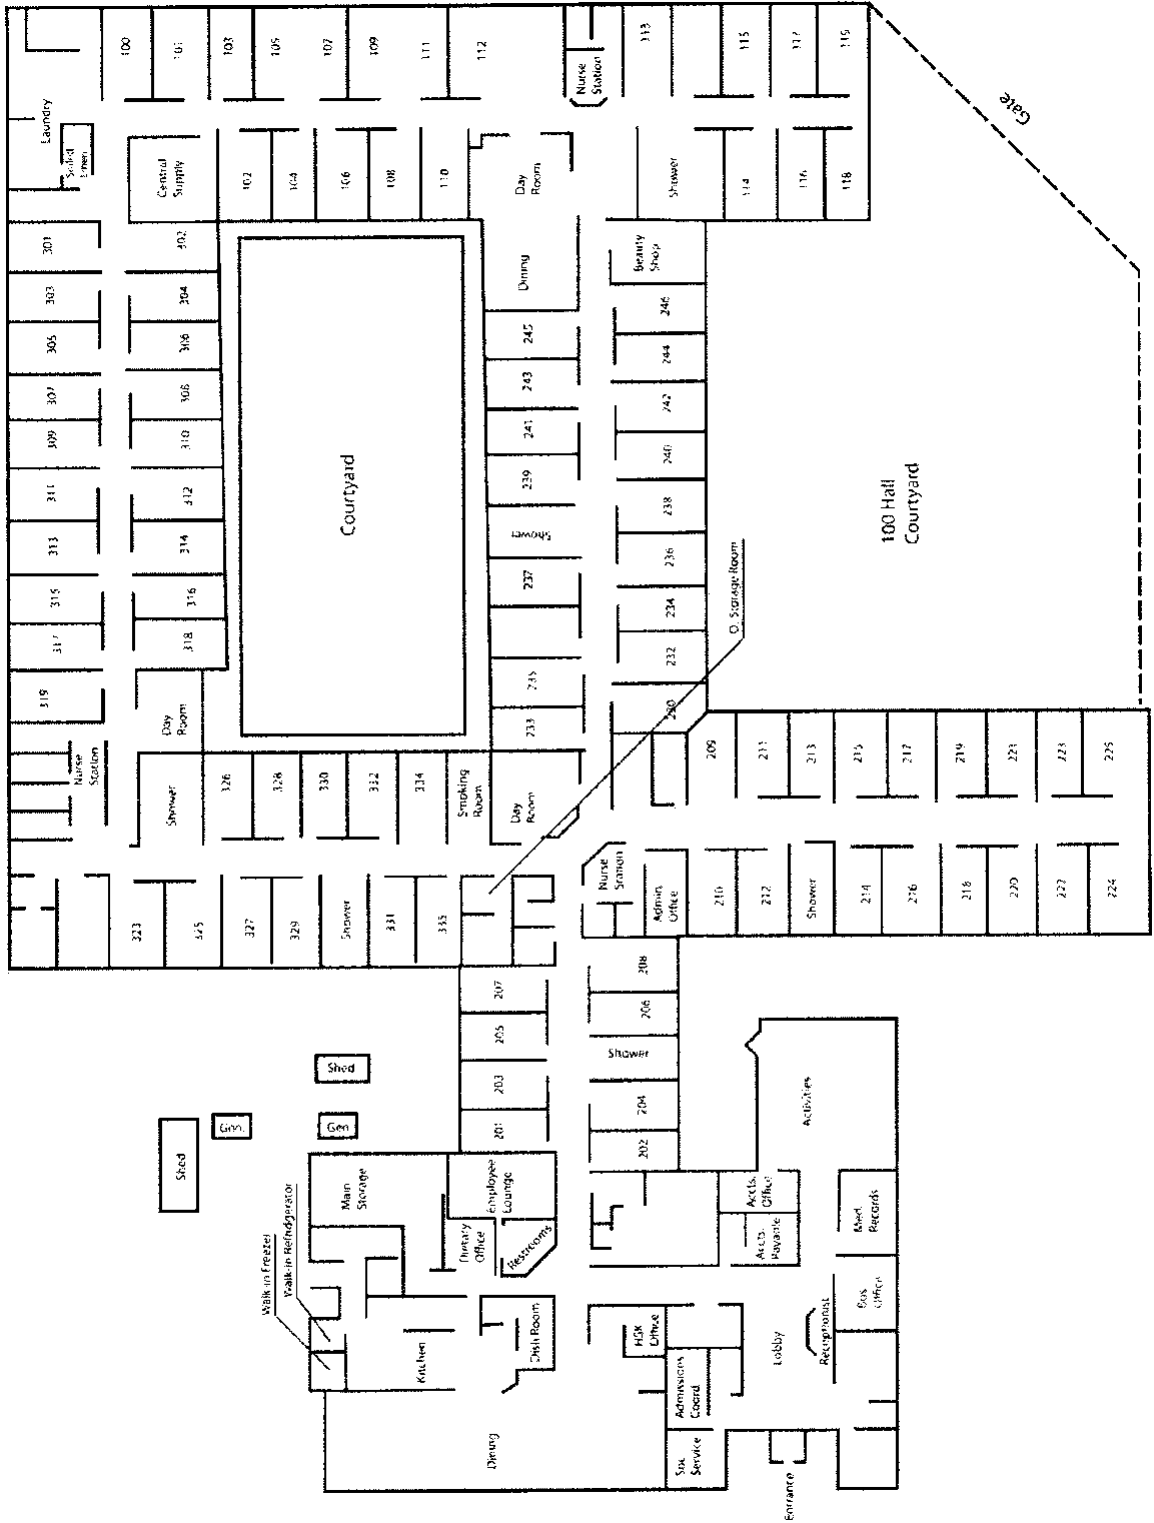 100
101
103
105
107
109
111
112
Nurse
Station
113
115
117
119
Gate
Laundry
Soiled
Linen
Central
Supply
102
104
106
108
110
Day
Room
Shower
114
116
118
301
302
Dining
Beauty
Shop
303
304
245
246
305
306
243
244
307
308
241
242
309
310
239
240
311
312
Shower
238
313
314
237
236
315
316
234
317
318
235
232
319
Day
Room
233
230
Courtyard
100 Hall
Courtyard
O. Storage Room
Nurse
Station
Shower
326
328
330
332
334
Smoking
Room
Day
Room
209
211
213
215
217
219
221
223
225
323
325
327
329
Shower
331
335
Nurse
Station
Admin.
Office
210
212
Shower
214
216
218
220
222
224
207
208
205
206
Shower
203
204
201
202
Shed
Gen.
Shed
Gen
Activities
Main
Storage
Employee
Lounge
Dietary
Office
Restrooms
Accts.
Office
Accts.
Payable
Med.
Records
Walk-in Freezer
Walk-in Refridgerator
Kitchen
Dish Room
HSK
Office
Lobby
Receptionist
Bus
Office
Admissions
Coord
Dining
Soc
Service
Entrance